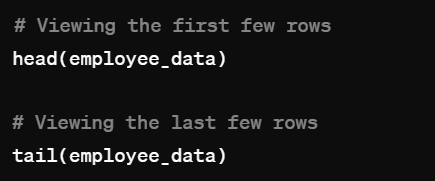 # Viewing the first few rows
head(employee_data)
# Viewing the last few rows
tail(employee_data)